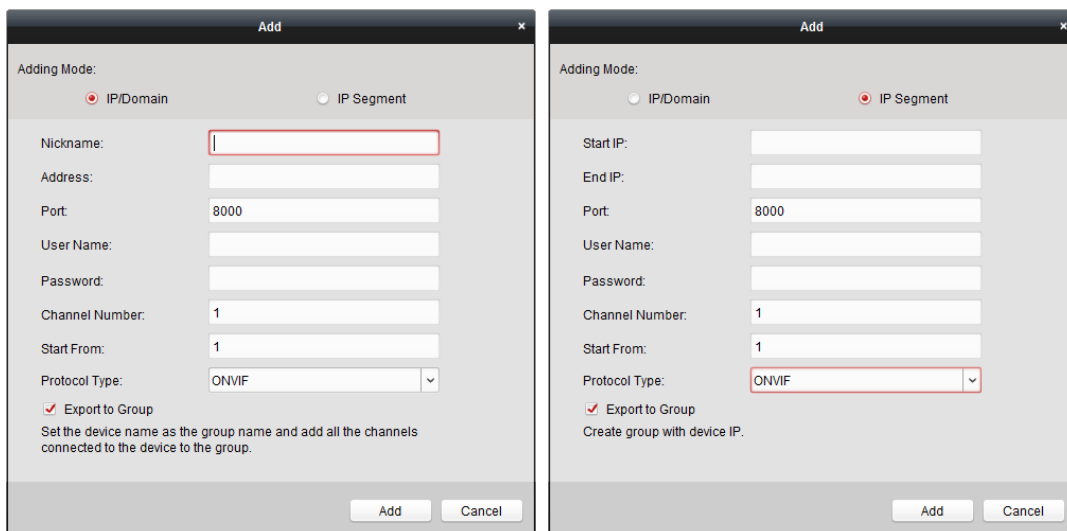 Add ×
Adding Mode:
IP/Domain IP Segment
Nickname:
Address:
Port: 8000
User Name:
Password:
Channel Number: 1
Start From: 1
Protocol Type: ONVIF
Export to Group
Set the device name as the group name and add all the channels
connected to the device to the group.
Add Cancel
Add ×
Adding Mode:
IP/Domain IP Segment
Start IP:
End IP:
Port: 8000
User Name:
Password:
Channel Number: 1
Start From: 1
Protocol Type: ONVIF
Export to Group
Create group with device IP.
Add Cancel